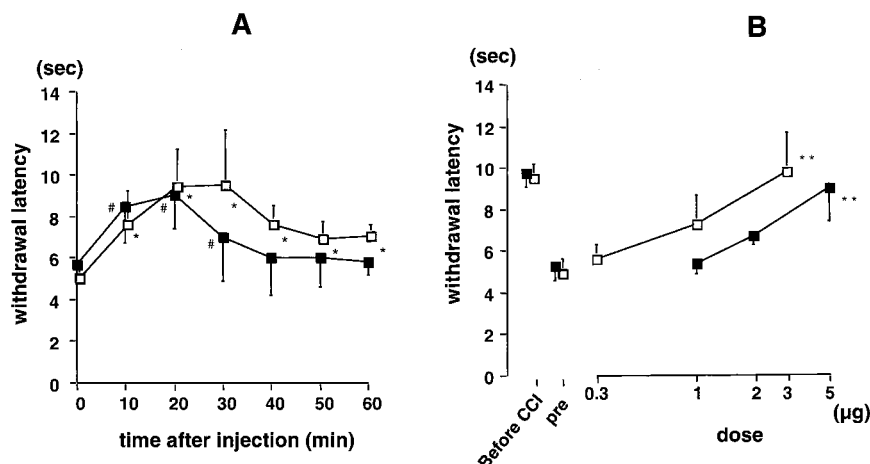 A
(sec)
14
12
10
8
6
4
2
0
withdrawal latency
# # #
* * * * * *
0 10 20 30 40 50 60
time after injection (min)
B
(sec)
14
12
10
8
6
4
2
0
withdrawal latency
**
**
Before CCI
pre
0.3 1 2 3 5
(µg)
dose